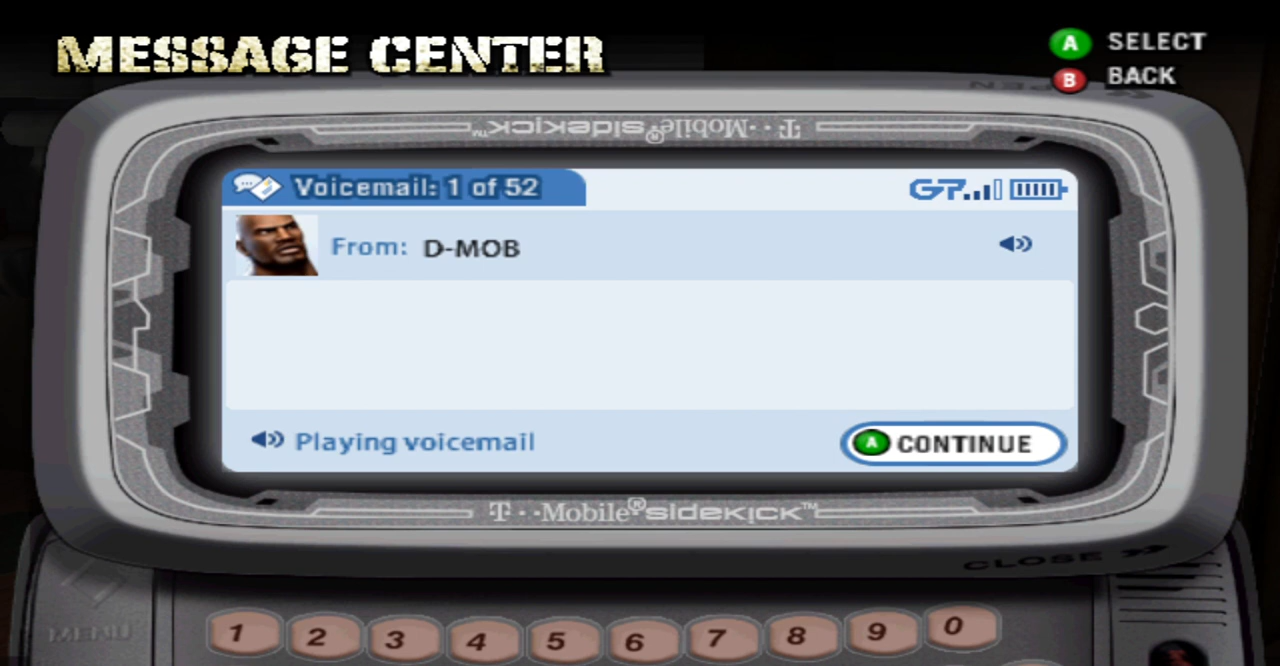 MESSAGE CENTER
A SELECT
B BACK
OPEN
T··Mobile®sidekick™
Voicemail: 1 of 52
From: D-MOB
Playing voicemail
A CONTINUE
T··Mobile®sidekick™
CLOSE >>
MENU
1 2 3 4 5 6 7 8 9 0